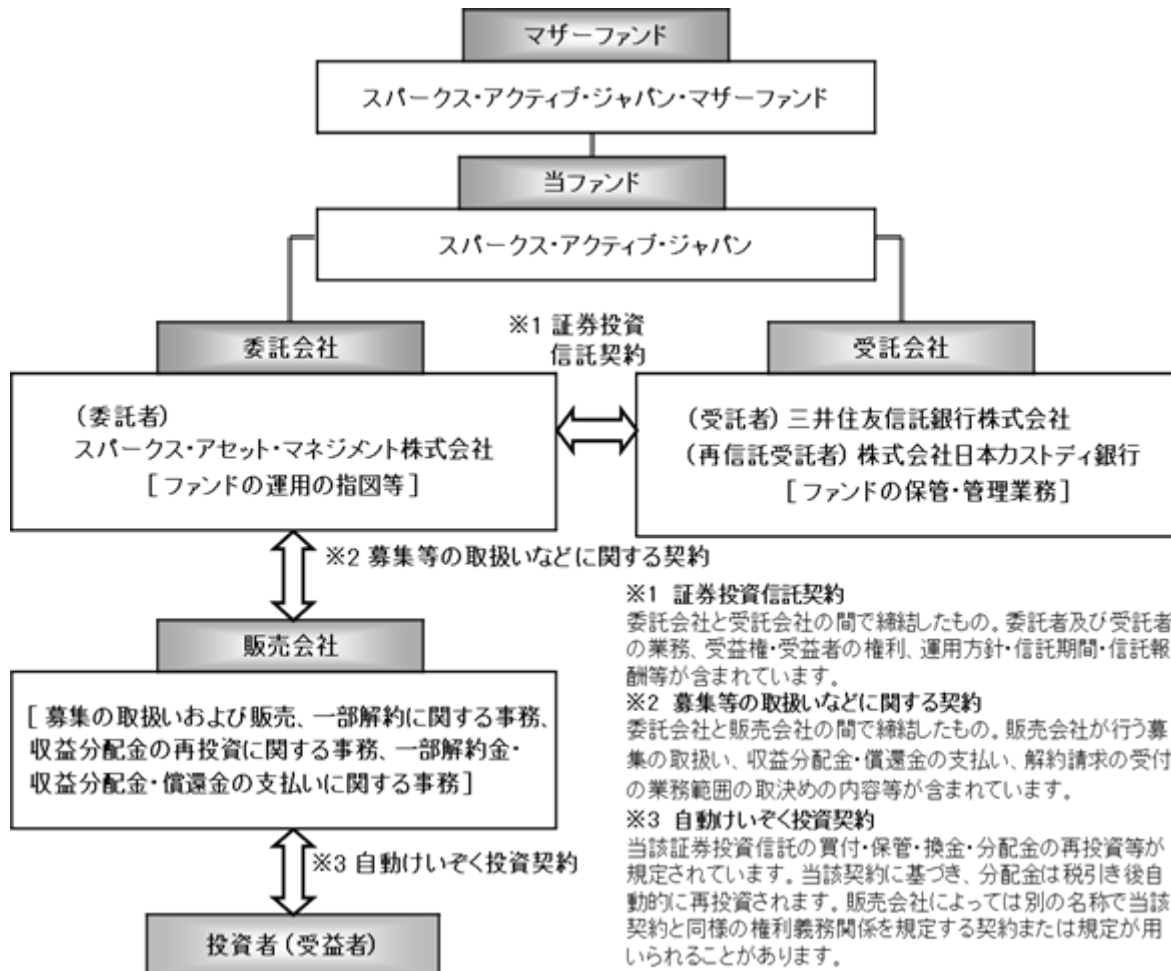 マザーファンド
スパークス・アクティブ・ジャパン・マザーファンド
当ファンド
スパークス・アクティブ・ジャパン
※1 証券投資
信託契約
委託会社
(委託者)
スパークス・アセット・マネジメント株式会社
[ファンドの運用の指図等]
受託会社
(受託者) 三井住友信託銀行株式会社
(再信託受託者) 株式会社日本カストディ銀行
[ファンドの保管・管理業務]
※2 募集等の取扱いなどに関する契約
販売会社
[ 募集の取扱いおよび販売、一部解約に関する事務、
収益分配金の再投資に関する事務、一部解約金・
収益分配金・償還金の支払いに関する事務]
※3 自動けいぞく投資契約
投資者(受益者)
※1 証券投資信託契約
委託会社と受託会社の間で締結したもの。委託者及び受託者
の業務、受益権・受益者の権利、運用方針・信託期間・信託報
酬等が含まれています。
※2 募集等の取扱いなどに関する契約
委託会社と販売会社の間で締結したもの。販売会社が行う募
集の取扱い、収益分配金・償還金の支払い、解約請求の受付
の業務範囲の取決めの内容等が含まれています。
※3 自動けいぞく投資契約
当該証券投資信託の買付・保管・換金・分配金の再投資等が
規定されています。当該契約に基づき、分配金は税引き後自
動的に再投資されます。販売会社によっては別の名称で当該
契約と同様の権利義務関係を規定する契約または規定が用
いられることがあります。